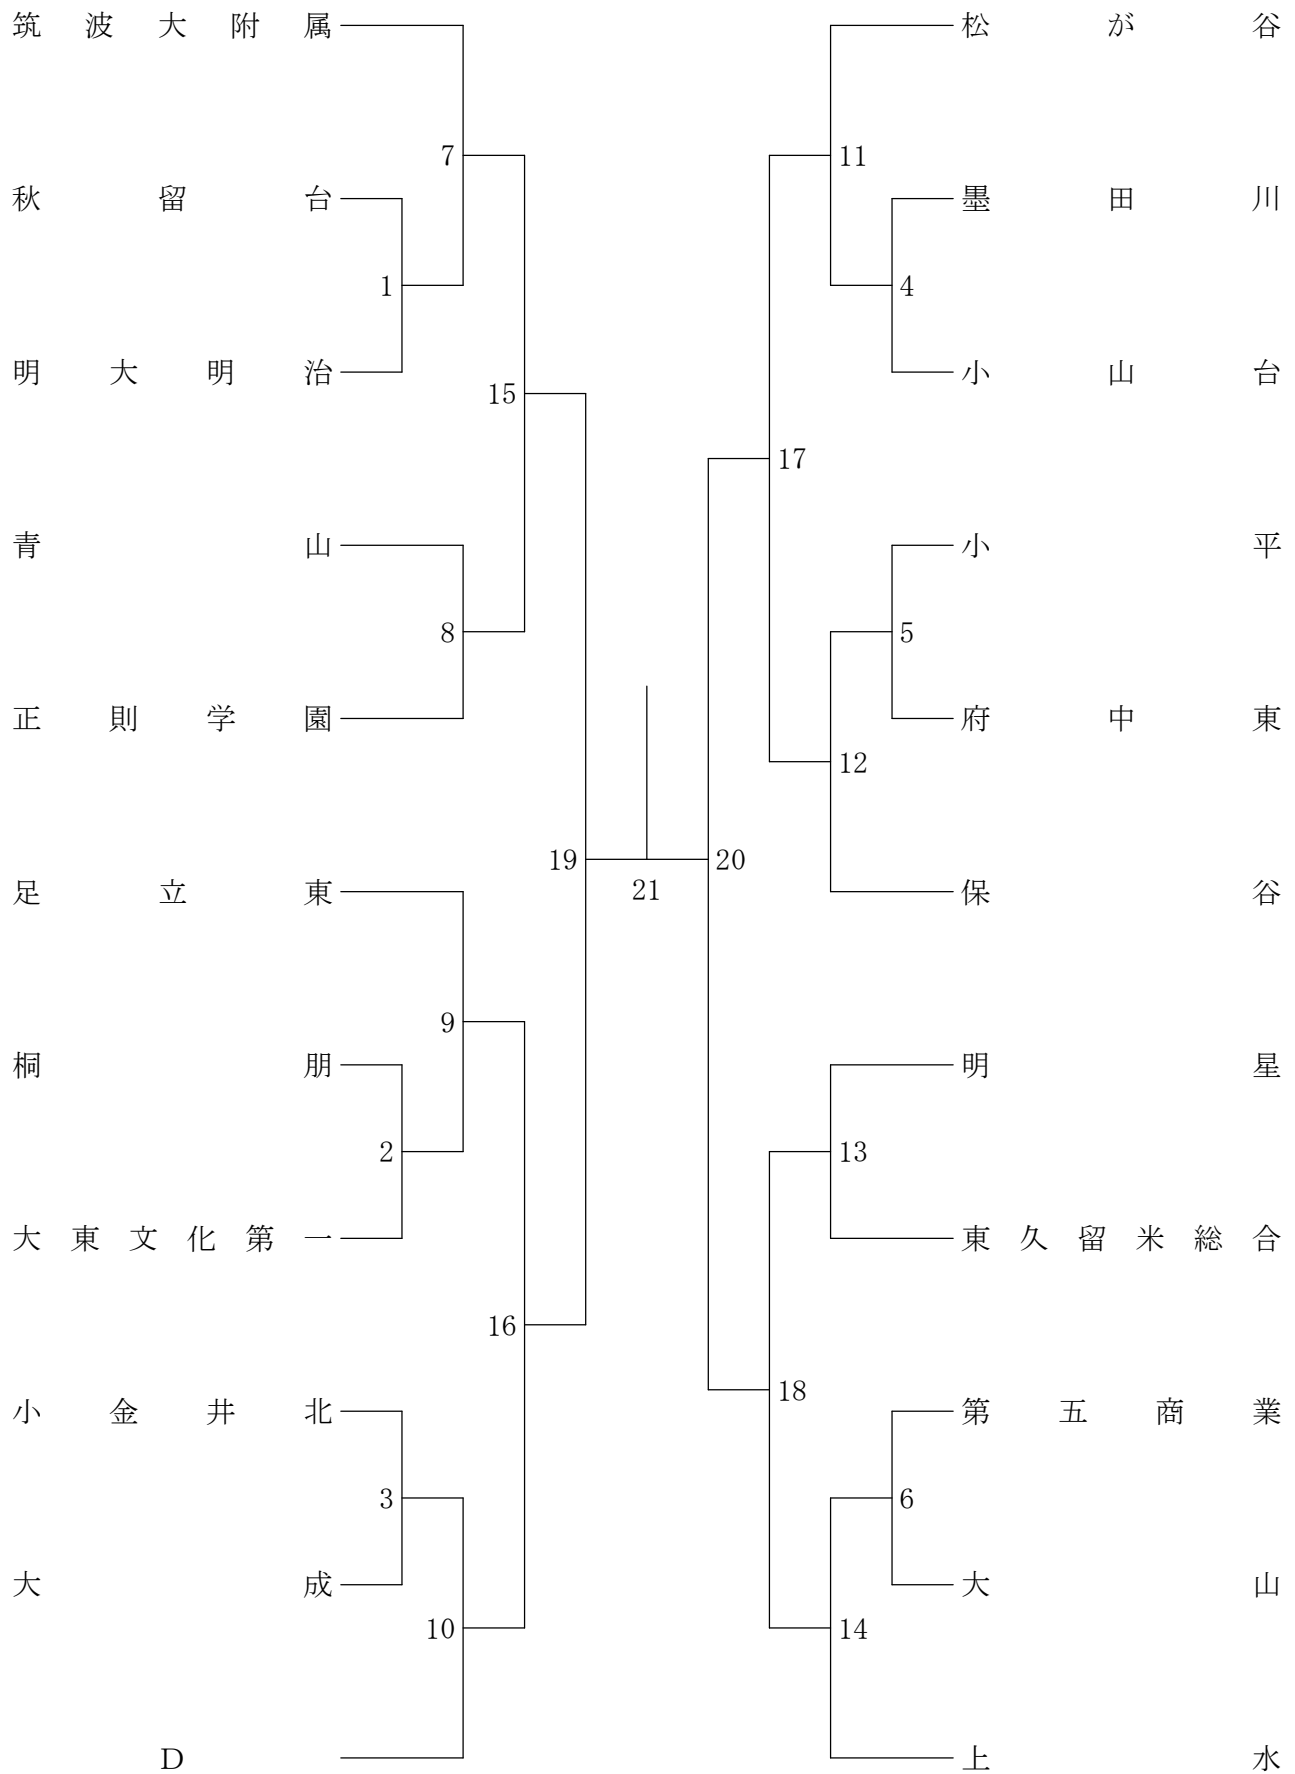 筑波大附属
松が谷
7
11
秋留台
墨田川
1
4
明大明治
小山台
15
17
青山
小平
8
5
正則学園
府中東
12
19
20
21
足立東
保谷
9
桐朋
明星
2
13
大東文化第一
東久留米総合
16
18
小金井北
第五商業
3
6
大成
大山
10
14
D
上水